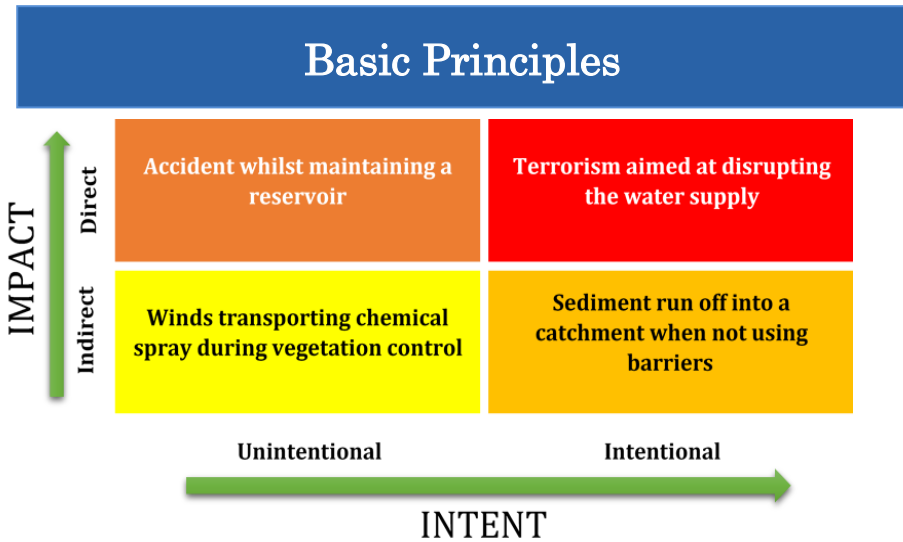 Basic Principles
IMPACT
Direct
Accident whilst maintaining a
reservoir
Terrorism aimed at disrupting
the water supply
Indirect
Winds transporting chemical
spray during vegetation control
Sediment run off into a
catchment when not using
barriers
Unintentional
Intentional
INTENT